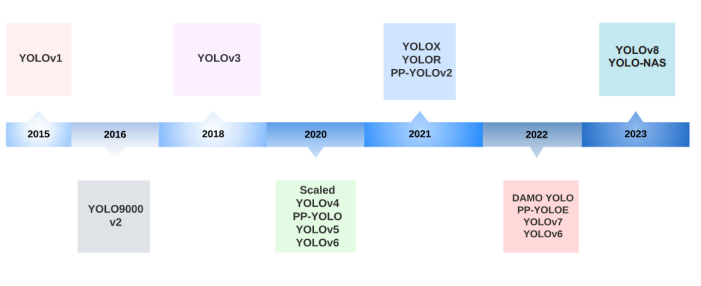 YOLOv1
YOLOv3
YOLOX
YOLOR
PP-YOLOv2
YOLOv8
YOLO-NAS
2015
2016
2018
2020
2021
2022
2023
YOLO9000
v2
Scaled
YOLOv4
PP-YOLO
YOLOv5
YOLOv6
DAMO YOLO
PP-YOLOE
YOLOv7
YOLOv6